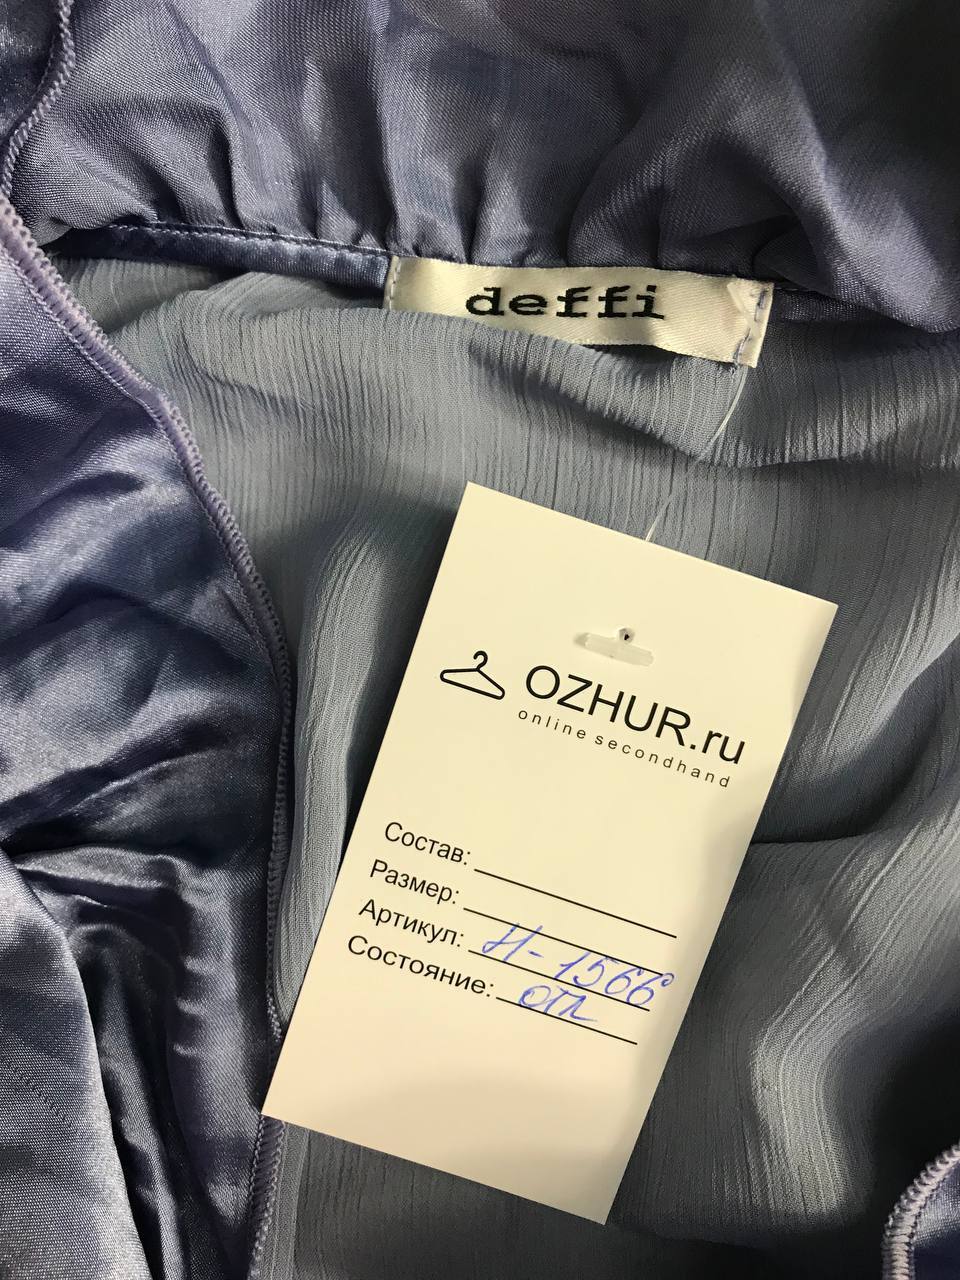 deffi
OZHUR.ru
online secondhand
Состав:
Размер:
Артикул: Н-1566
Состояние: отл